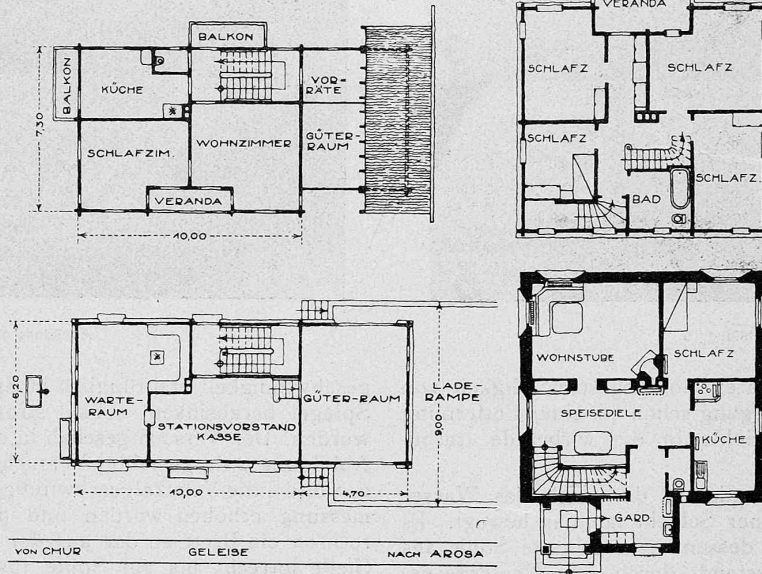 BALKON
BALKON
KÜCHE
VOR-
RÄTE
7,30
SCHLAFZIM.
WOHNZIMMER
GÜTER-
RAUM
VERANDA
10,00
VERANDA
SCHLAFZ
SCHLAFZ
SCHLAFZ
BAD
SCHLAFZ.
6,20
WARTE-
RAUM
STATIONSVORSTAND
KASSE
GÜTER-RAUM
LADE-
RAMPE
9,00
10,00
4,70
VON CHUR
GELEISE
NACH AROSA
WOHNSTUBE
SCHLAFZ
SPEISEDIELE
KÜCHE
GARD.